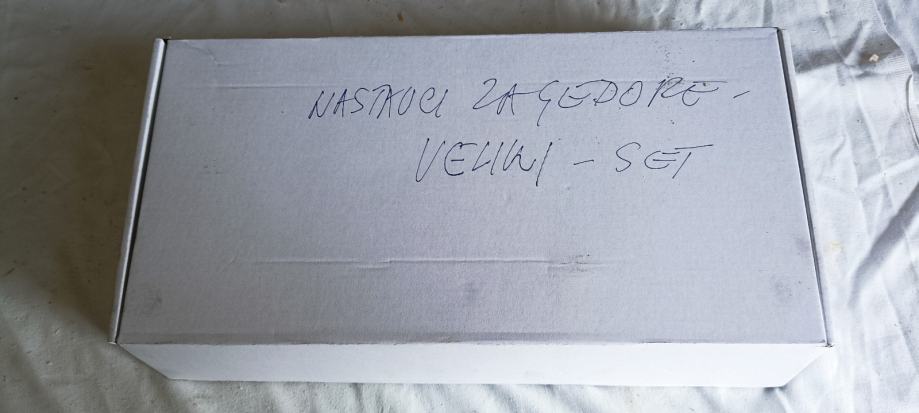 NASTAVCI ZA GEDORE -
VELIKI - SET